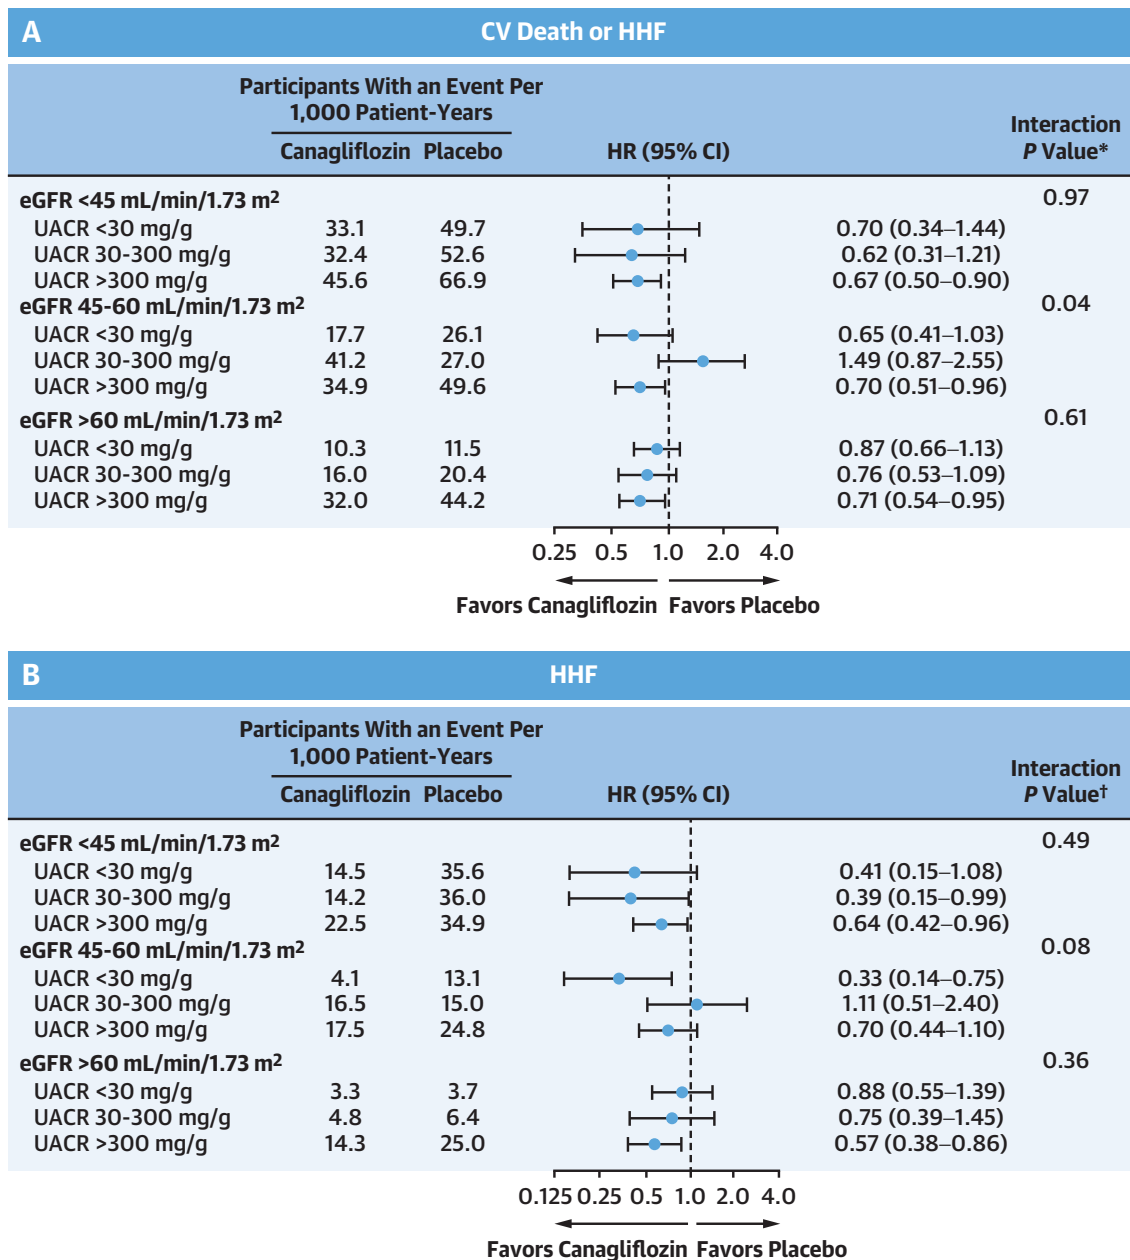 A CV Death or HHF
Participants With an Event Per
1,000 Patient-Years
Interaction
Canagliflozin Placebo HR (95% CI) P Value*
eGFR <45 mL/min/1.73 m² 0.97
UACR <30 mg/g 33.1 49.7 0.70 (0.34–1.44)
UACR 30-300 mg/g 32.4 52.6 0.62 (0.31–1.21)
UACR >300 mg/g 45.6 66.9 0.67 (0.50–0.90)
eGFR 45-60 mL/min/1.73 m² 0.04
UACR <30 mg/g 17.7 26.1 0.65 (0.41–1.03)
UACR 30-300 mg/g 41.2 27.0 1.49 (0.87–2.55)
UACR >300 mg/g 34.9 49.6 0.70 (0.51–0.96)
eGFR >60 mL/min/1.73 m² 0.61
UACR <30 mg/g 10.3 11.5 0.87 (0.66–1.13)
UACR 30-300 mg/g 16.0 20.4 0.76 (0.53–1.09)
UACR >300 mg/g 32.0 44.2 0.71 (0.54–0.95)
0.25 0.5 1.0 2.0 4.0
Favors Canagliflozin Favors Placebo
B HHF
Participants With an Event Per
1,000 Patient-Years
Interaction
Canagliflozin Placebo HR (95% CI) P Value†
eGFR <45 mL/min/1.73 m² 0.49
UACR <30 mg/g 14.5 35.6 0.41 (0.15–1.08)
UACR 30-300 mg/g 14.2 36.0 0.39 (0.15–0.99)
UACR >300 mg/g 22.5 34.9 0.64 (0.42–0.96)
eGFR 45-60 mL/min/1.73 m² 0.08
UACR <30 mg/g 4.1 13.1 0.33 (0.14–0.75)
UACR 30-300 mg/g 16.5 15.0 1.11 (0.51–2.40)
UACR >300 mg/g 17.5 24.8 0.70 (0.44–1.10)
eGFR >60 mL/min/1.73 m² 0.36
UACR <30 mg/g 3.3 3.7 0.88 (0.55–1.39)
UACR 30-300 mg/g 4.8 6.4 0.75 (0.39–1.45)
UACR >300 mg/g 14.3 25.0 0.57 (0.38–0.86)
0.125 0.25 0.5 1.0 2.0 4.0
Favors Canagliflozin Favors Placebo